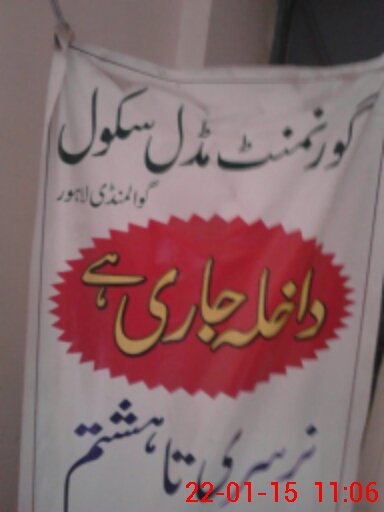 گورنمنٹ مڈل سکول
گوالمنڈی لاہور
داخلہ جاری ہے
نرسری تا ہشتم
22-01-15 11:06